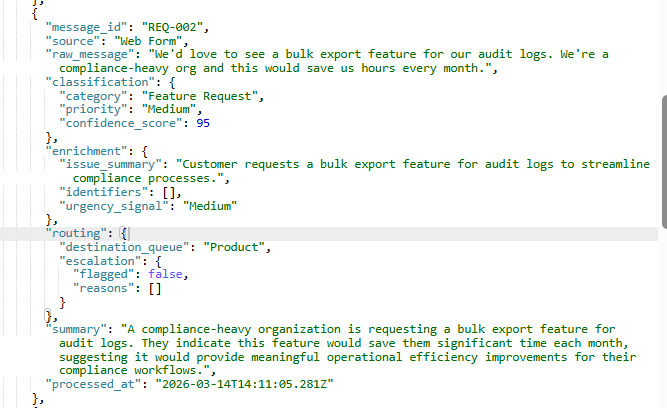 },
{
"message_id": "REQ-002",
"source": "Web Form",
"raw_message": "We'd love to see a bulk export feature for our audit logs. We're a
compliance-heavy org and this would save us hours every month.",
"classification": {
"category": "Feature Request",
"priority": "Medium",
"confidence_score": 95
},
"enrichment": {
"issue_summary": "Customer requests a bulk export feature for audit logs to streamline
compliance processes.",
"identifiers": [],
"urgency_signal": "Medium"
},
"routing": {
"destination_queue": "Product",
"escalation": {
"flagged": false,
"reasons": []
}
},
"summary": "A compliance-heavy organization is requesting a bulk export feature for
audit logs. They indicate this feature would save them significant time each month,
suggesting it would provide meaningful operational efficiency improvements for their
compliance workflows.",
"processed_at": "2026-03-14T14:11:05.281Z"
},